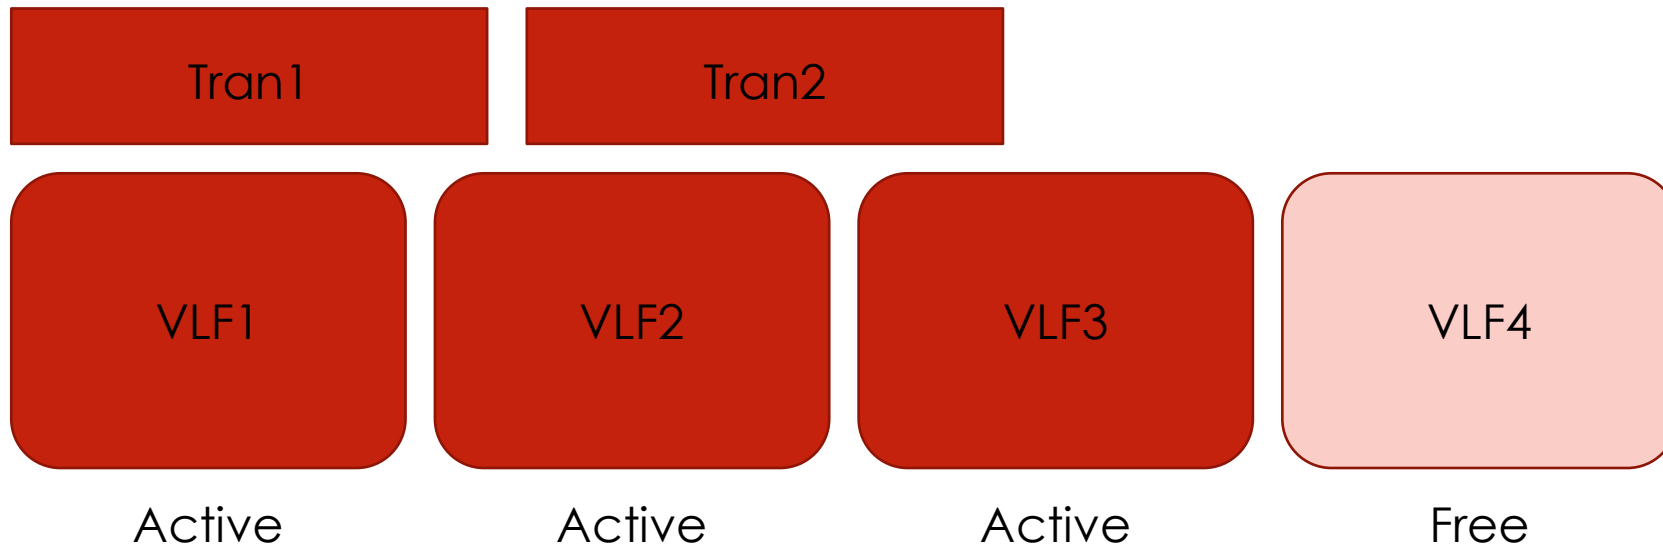 Tran1 Tran2
VLF1 VLF2 VLF3 VLF4
Active Active Active Free